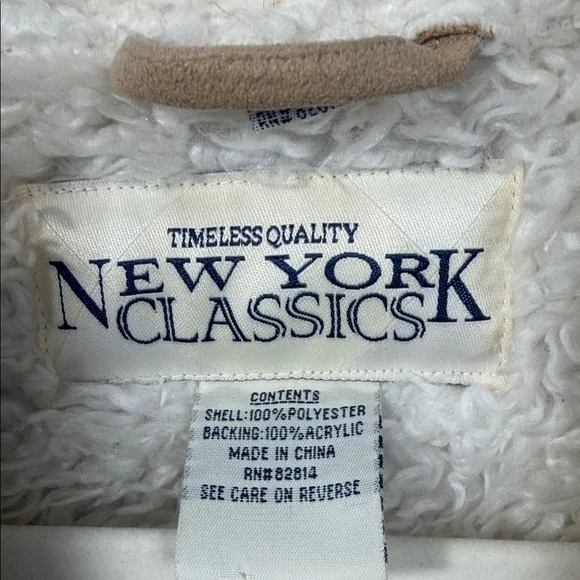 TIMELESS QUALITY
NEW YORK
CLASSICS
CONTENTS
SHELL:100%POLYESTER
BACKING:100%ACRYLIC
MADE IN CHINA
RN#82814
SEE CARE ON REVERSE